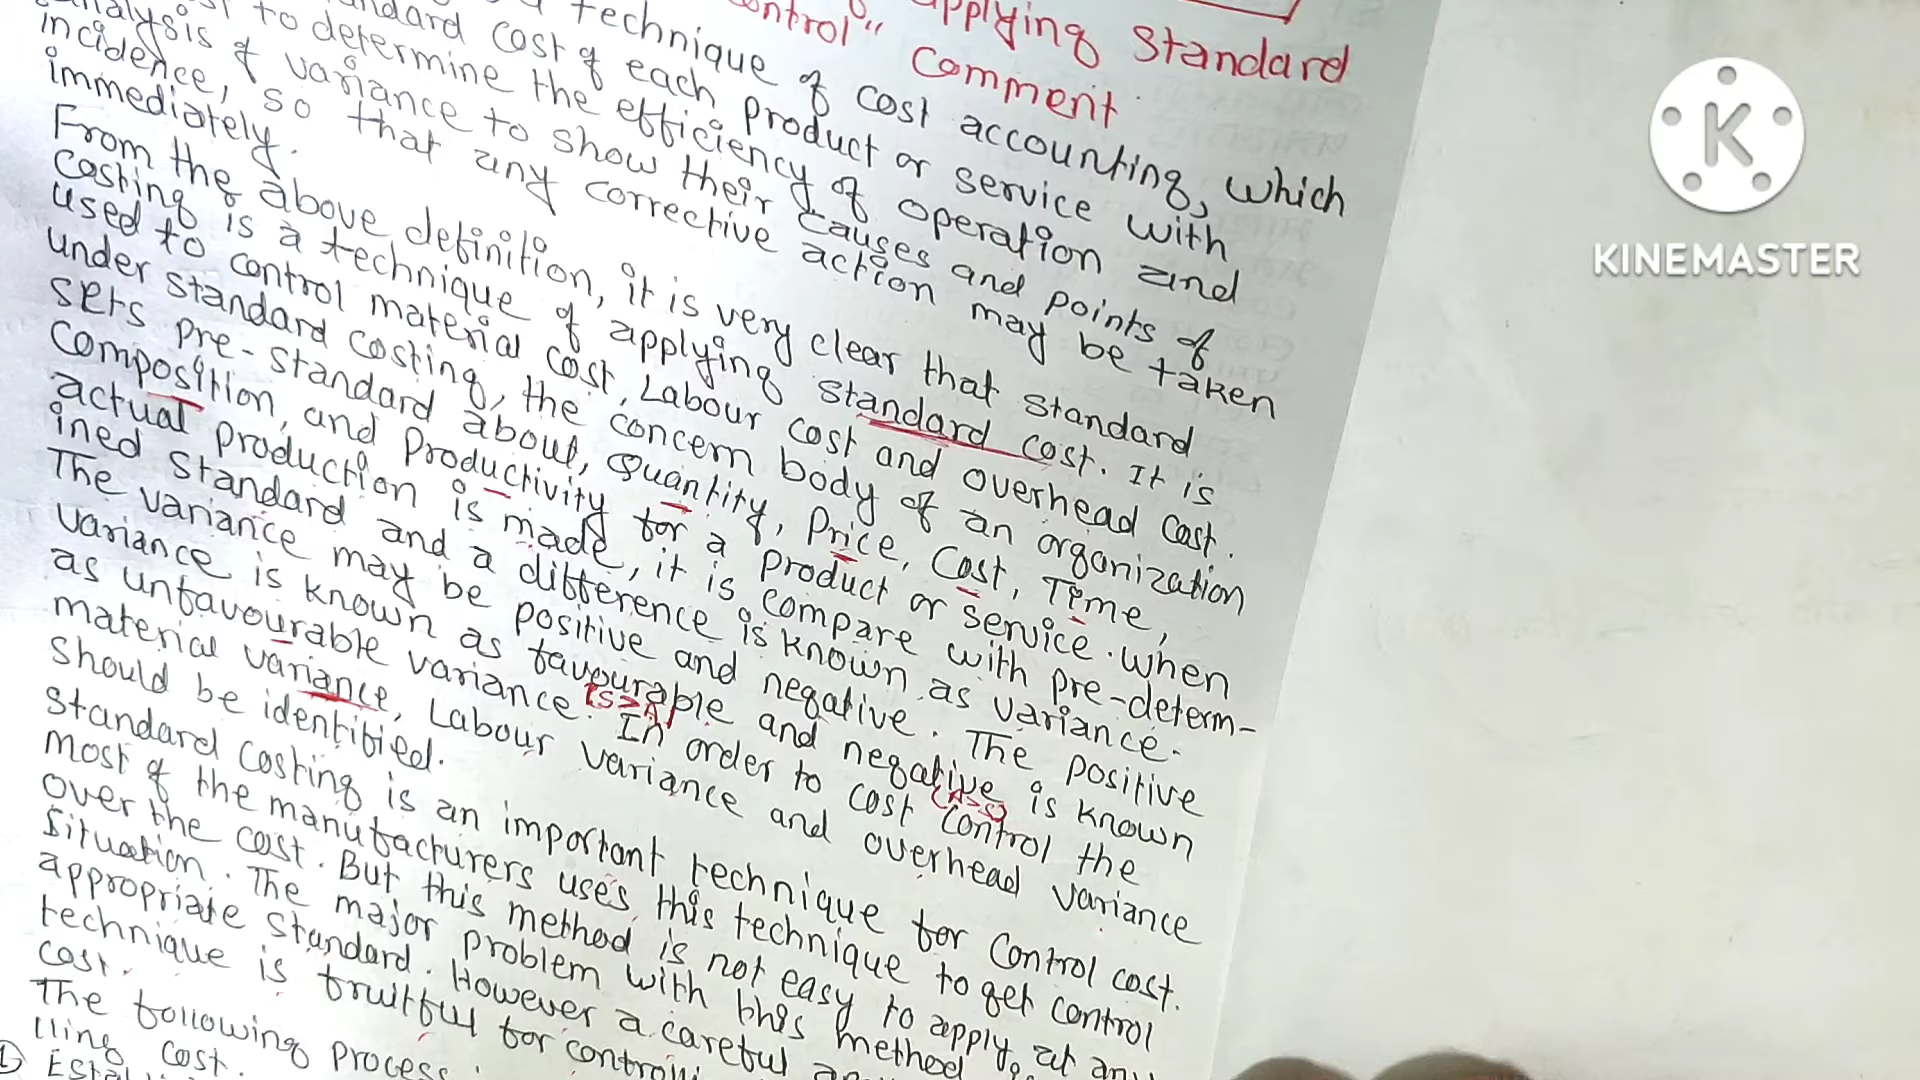 applying Standard
control" Comment.
technique of cost accounting, which
standard cost of each product or service with
to determine the efficiency of operation and
analysis of variance to show their causes and points of
incidence, so that any corrective action may be taken
immediately.
From the above definition, it is very clear that standard
costing is a technique of applying standard cost. It is
used to control material cost, Labour cost and overhead cost.
under standard costing, the concern body of an organization
sets pre-standard about, quantity, Price, Cost, Time,
Composition, and Productivity for a product or service. When
actual production is made, it is compare with pre-determ-
ined standard and a difference is known as variance.
The variance may be positive and negative. The positive
variance is known as favourable and negative is known
as unfavourable variance. In order to cost control the
(S>A)
(A>S)
material variance, Labour variance and overhead variance
should be identified.
Standard costing is an important technique for control cost.
most of the manufacturers uses this technique to get control
over the cost. But this method is not easy to apply at any
situation. The major problem with this method
appropriate standard. However a careful
technique is fruitful for
cost.
The following process
lling cost.
①
KINEMASTER